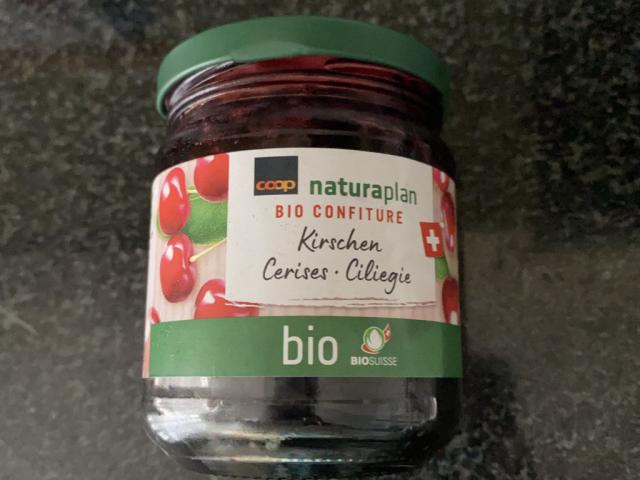 coop
naturaplan
BIO CONFITURE
Kirschen
Cerises · Ciliegie
bio
BIOSUISSE